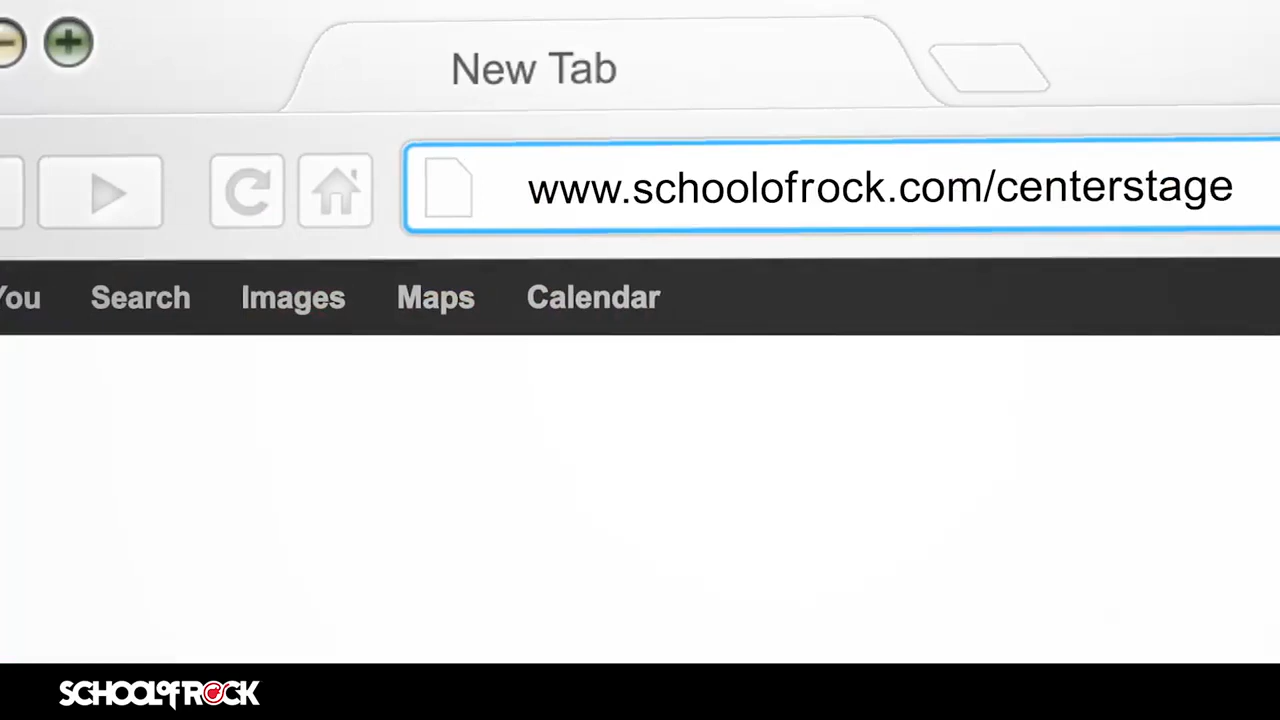 New Tab
www.schoolofrock.com/centerstage
You Search Images Maps Calendar
SCHOOL of ROCK